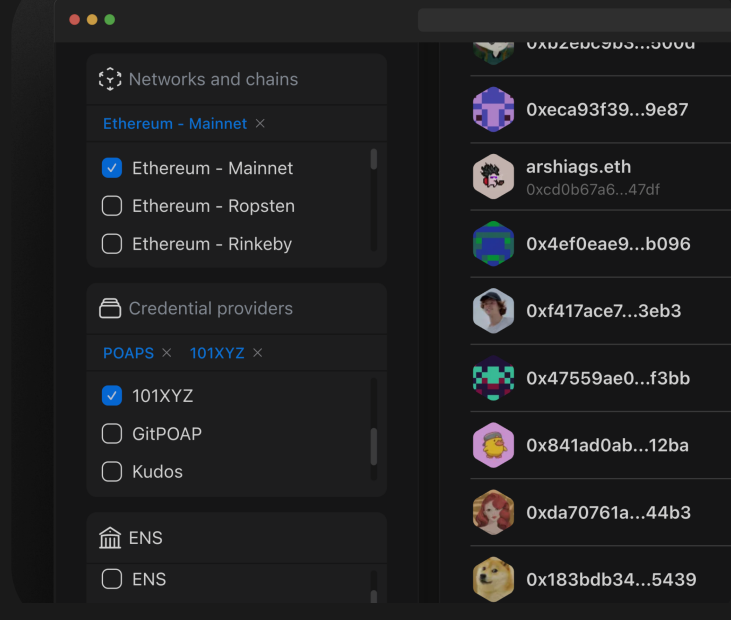 Networks and chains
Ethereum - Mainnet ×
Ethereum - Mainnet
Ethereum - Ropsten
Ethereum - Rinkeby
Credential providers
POAPS × 101XYZ ×
101XYZ
GitPOAP
Kudos
ENS
ENS
0xb2ebc9b3...500d
0xeca93f39...9e87
arshiags.eth
0xcd0b67a6...47df
0x4ef0eae9...b096
0xf417ace7...3eb3
0x47559ae0...f3bb
0x841ad0ab...12ba
0xda70761a...44b3
0x183bdb34...5439